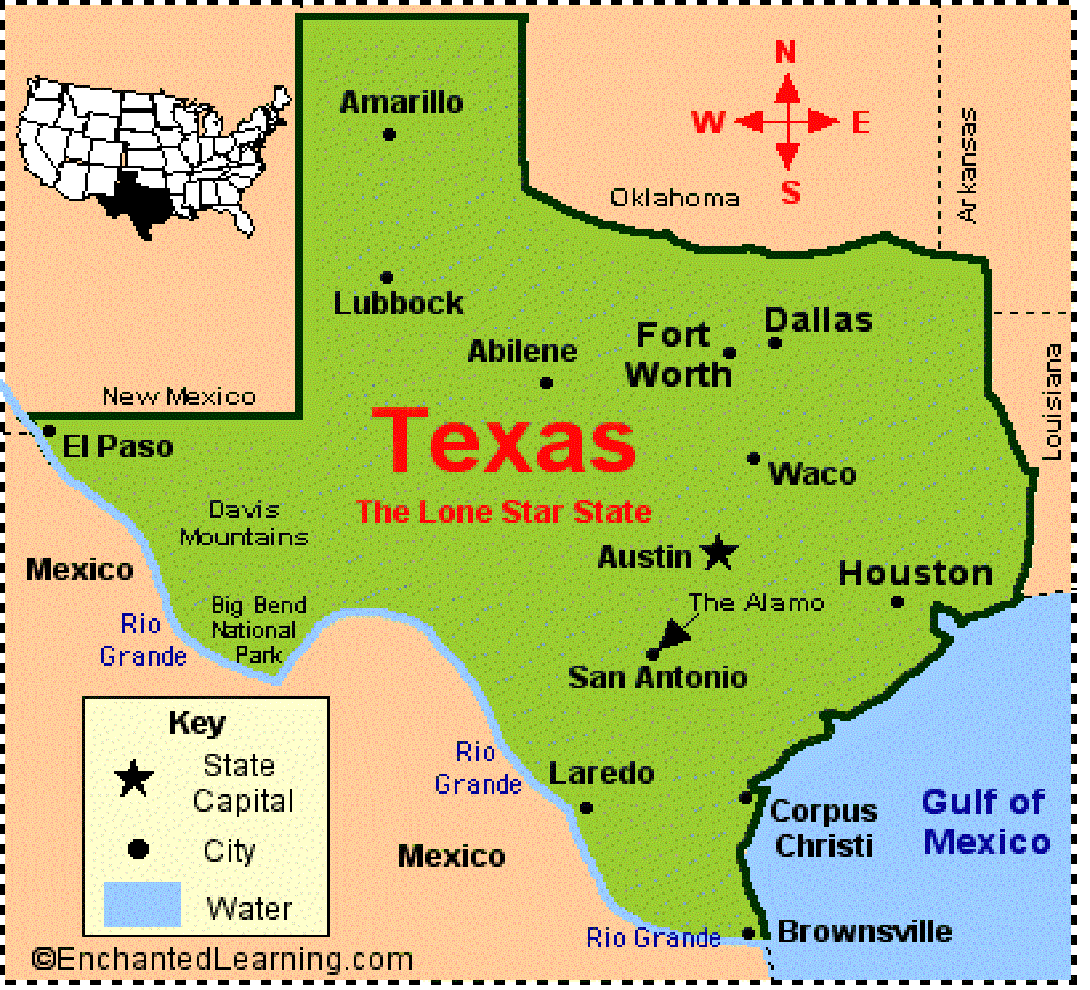 Amarillo
N
W
E
S
Oklahoma
Arkansas
Lubbock
Fort
Worth
Dallas
Abilene
New Mexico
Louisiana
El Paso
Texas
The Lone Star State
Waco
Davis
Mountains
Austin
Mexico
Houston
The Alamo
Big Bend
National
Park
Rio
Grande
San Antonio
Key
State
Capital
City
Water
Rio
Grande
Laredo
Corpus
Christi
Gulf of
Mexico
Mexico
Rio Grande
Brownsville
©EnchantedLearning.com